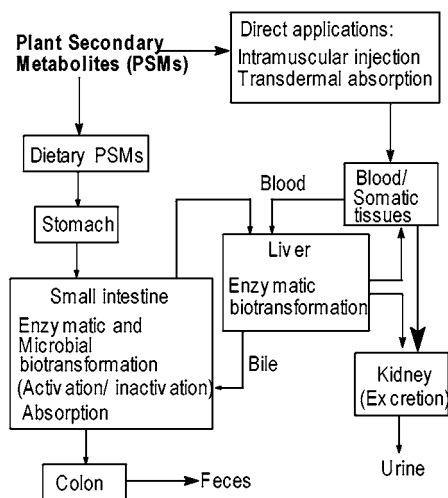 Plant Secondary
Metabolites (PSMs)
Direct applications:
Intramuscular injection
Transdermal absorption
Dietary PSMs
Stomach
Blood
Blood/
Somatic
tissues
Liver
Enzymatic
biotransformation
Small intestine
Enzymatic and
Microbial
biotransformation
(Activation/ inactivation)
Absorption
Bile
Kidney
(Excretion)
Colon
Feces
Urine